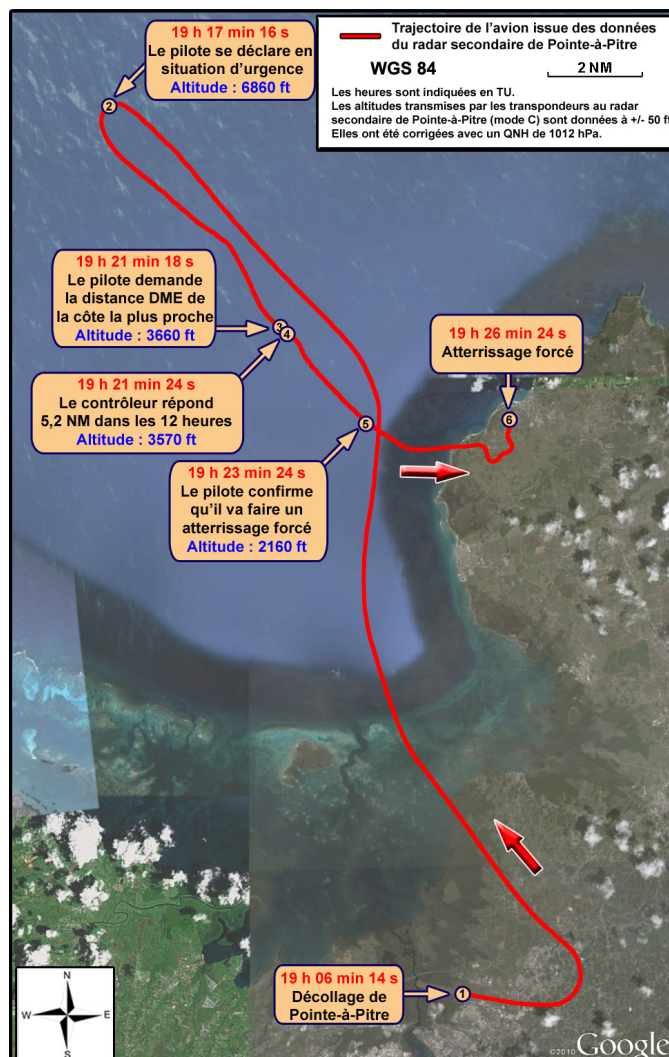 19 h 17 min 16 s
Le pilote se déclare en
situation d'urgence
Altitude : 6860 ft
Trajectoire de l'avion issue des données
du radar secondaire de Pointe-à-Pitre
WGS 84
2 NM
Les heures sont indiquées en TU.
Les altitudes transmises par les transpondeurs au radar
secondaire de Pointe-à-Pitre (mode C) sont données à +/- 50 ft
Elles ont été corrigées avec un QNH de 1012 hPa.
2
19 h 21 min 18 s
Le pilote demande
la distance DME de
la côte la plus proche
Altitude : 3660 ft
3
4
19 h 26 min 24 s
Atterrissage forcé
19 h 21 min 24 s
Le contrôleur répond
5,2 NM dans les 12 heures
Altitude : 3570 ft
5
6
19 h 23 min 24 s
Le pilote confirme
qu'il va faire un
atterrissage forcé
Altitude : 2160 ft
19 h 06 min 14 s
Décollage de
Pointe-à-Pitre
1
N
W
E
S
©2010 Google